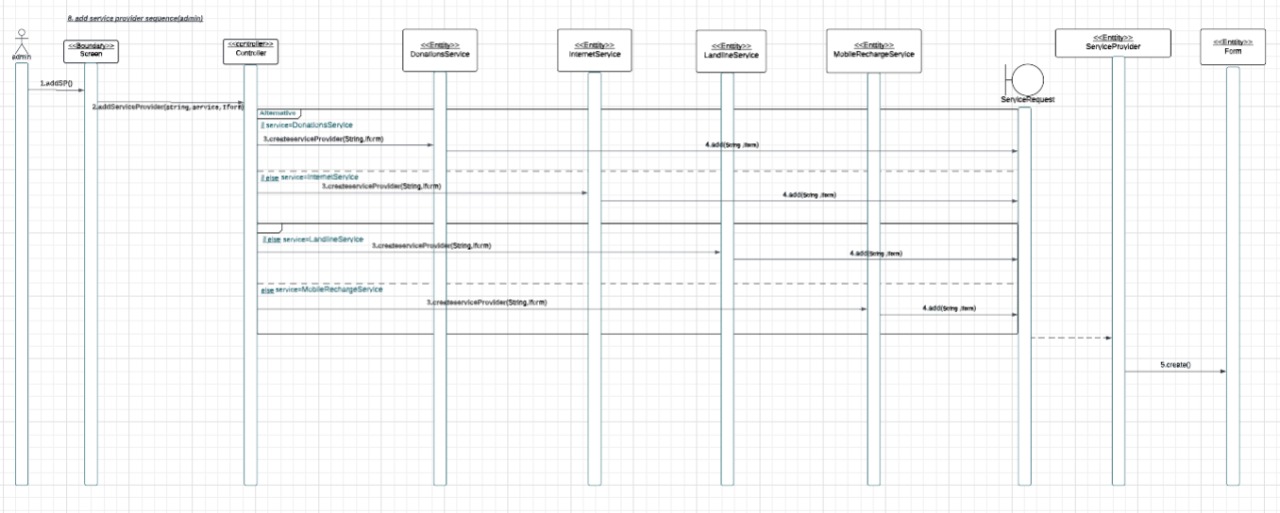 8. add service provider sequence(admin)
admin
<<Boundary>>
Screen
<<controller>>
Controller
<<Entity>>
DonationsService
<<Entity>>
InternetService
<<Entity>>
LandlineService
<<Entity>>
MobileRechargeService
ServiceRequest
<<Entity>>
ServiceProvider
<<Entity>>
Form
1.addSP()
2.addServiceProvider(string,service,Iform)
Alternative
if service=DonationsService
3.createserviceProvider(String,Iform)
4.add(String ,Iform)
if else service=InternetService
3.createserviceProvider(String,Iform)
4.add(String ,Iform)
if else service=LandlineService
3.createserviceProvider(String,Iform)
4.add(String ,Iform)
else service=MobileRechargeService
3.createserviceProvider(String,Iform)
4.add(String ,Iform)
5.create()